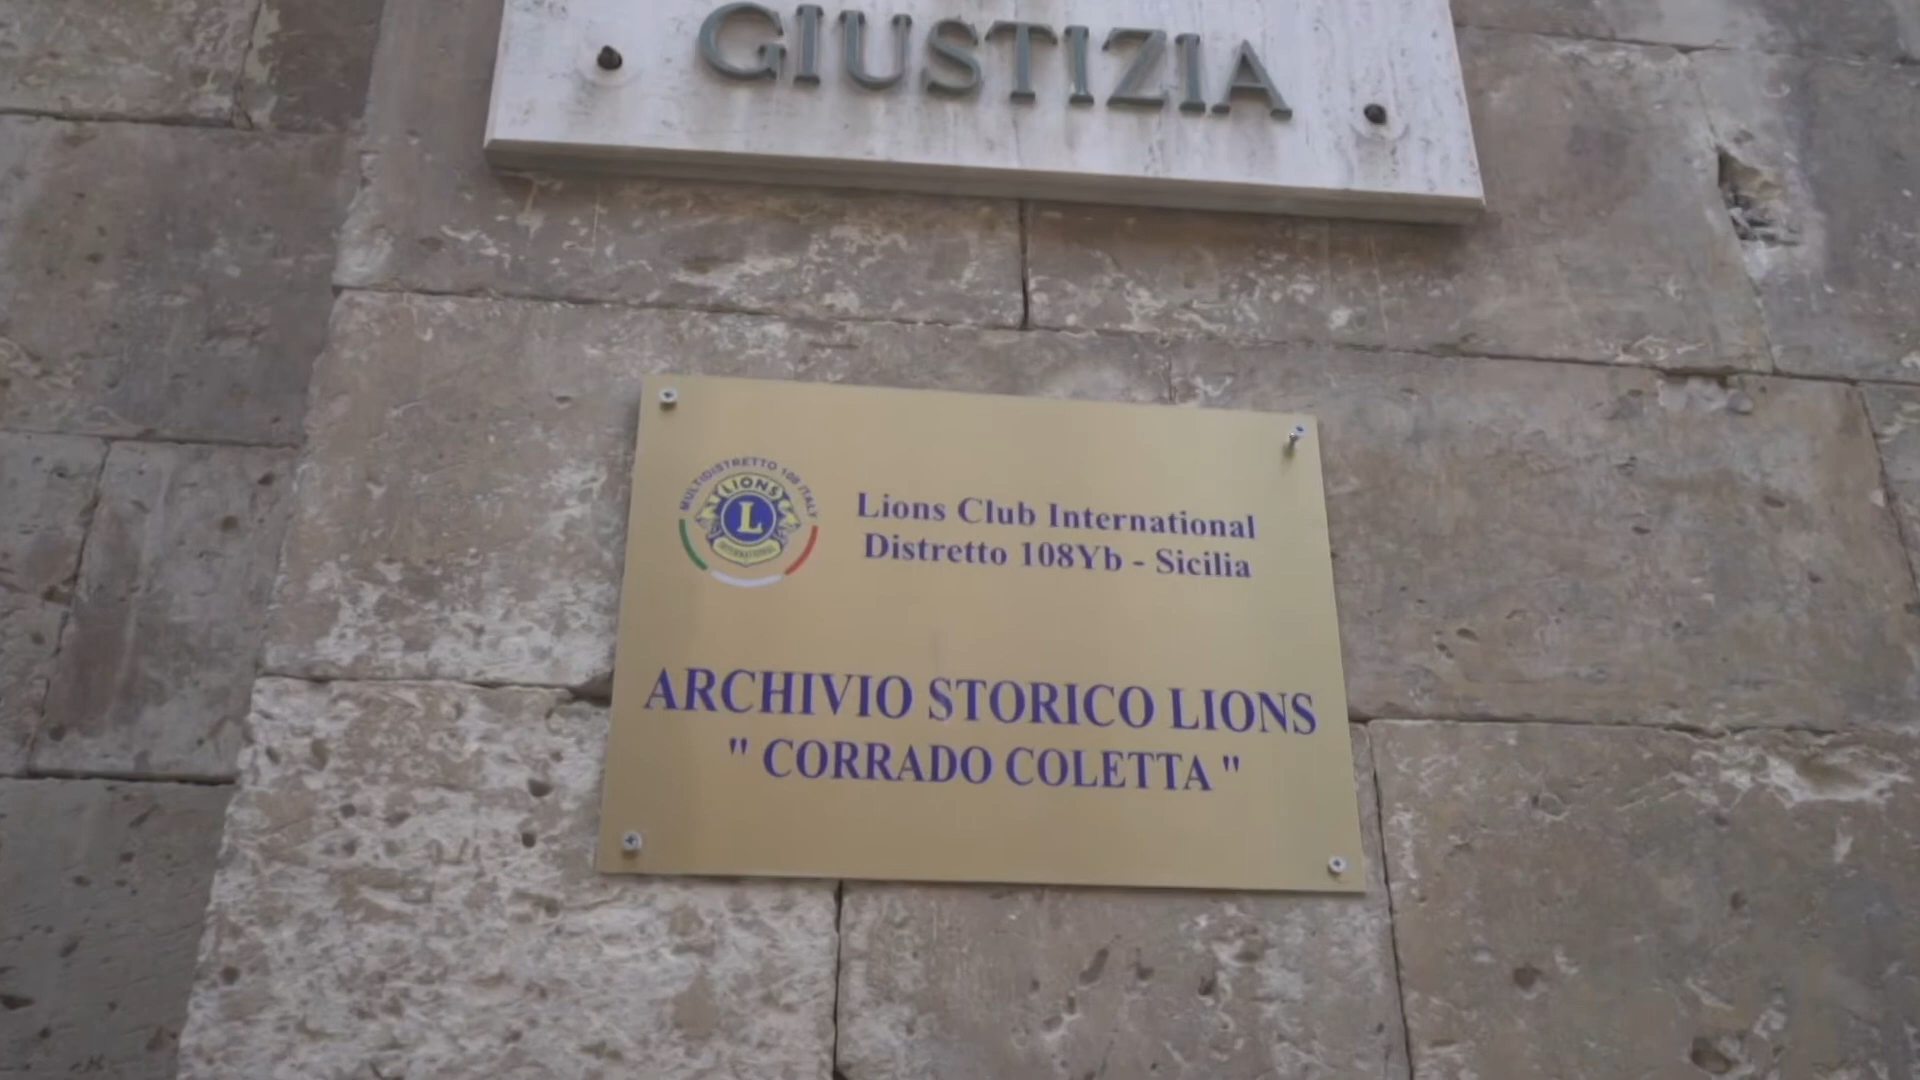 GIUSTIZIA
MULTIDISTRETTO 108 ITALY
LIONS
L
INTERNATIONAL
Lions Club International
Distretto 108Yb - Sicilia
ARCHIVIO STORICO LIONS
" CORRADO COLETTA "